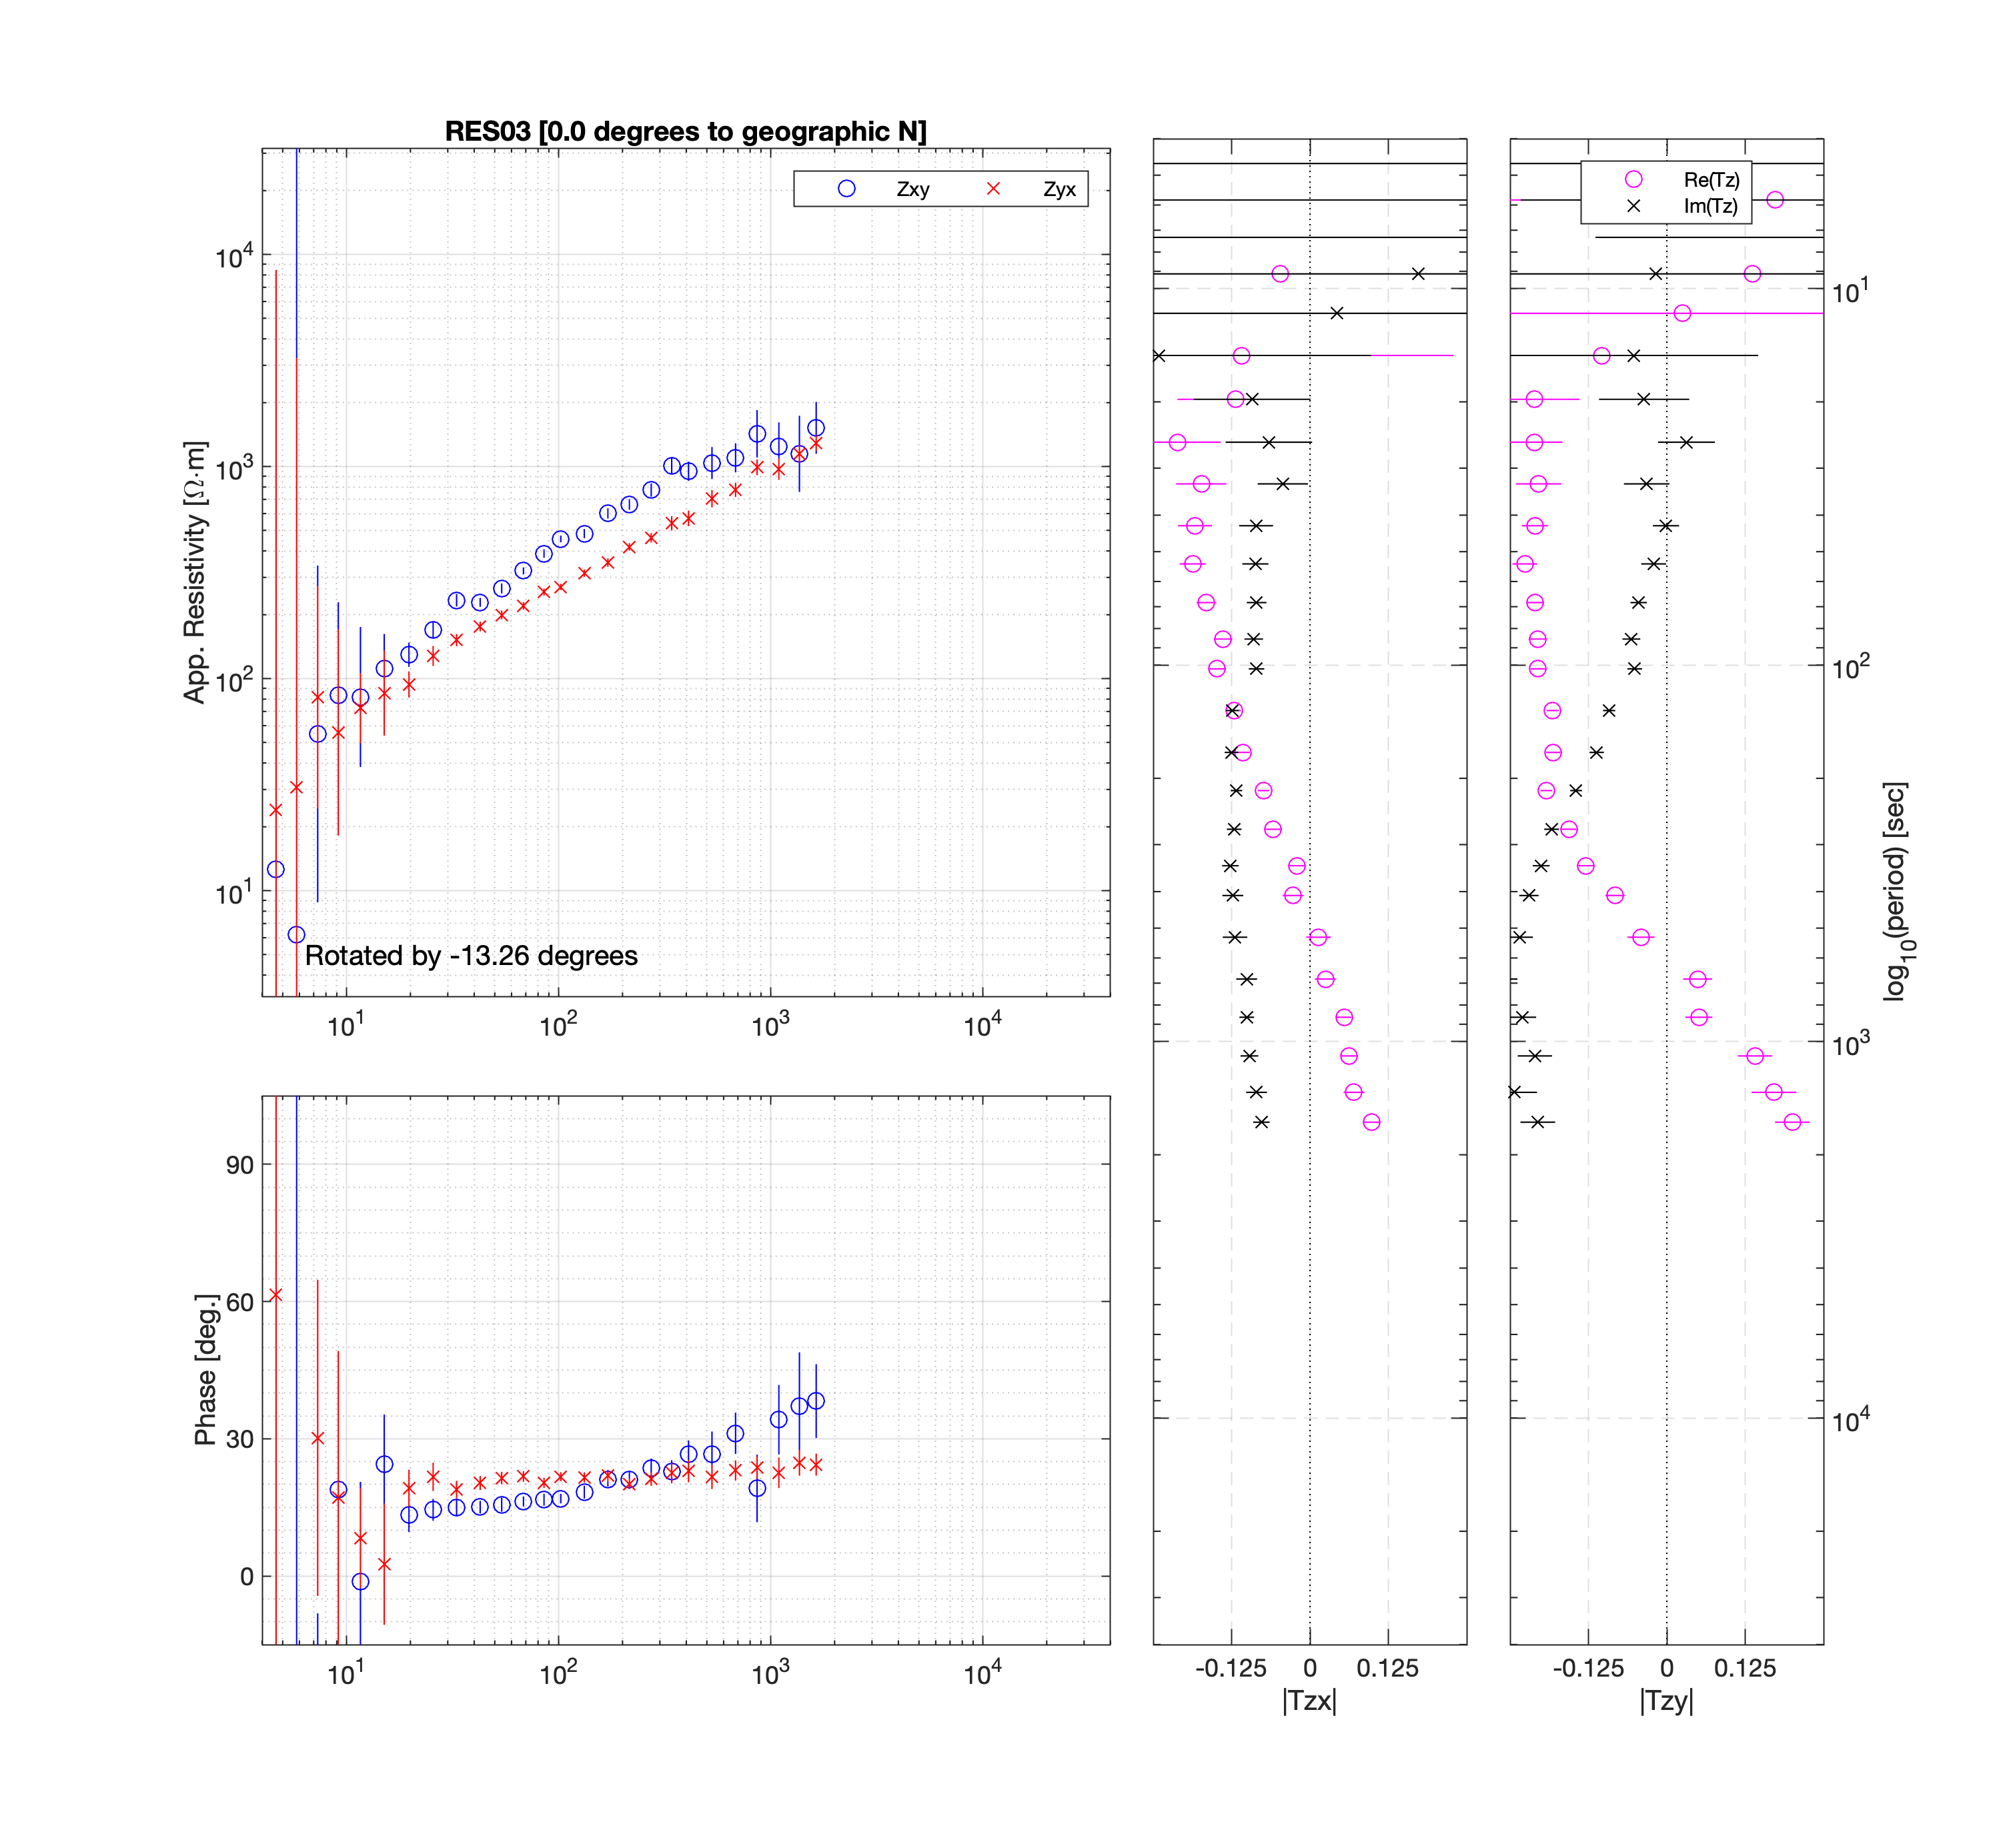 RES03 [0.0 degrees to geographic N]
Zxy Zyx
App. Resistivity [Ω·m]
10^4
10^3
10^2
10^1
Rotated by -13.26 degrees
10^1 10^2 10^3 10^4
Phase [deg.]
90
60
30
0
10^1 10^2 10^3 10^4
-0.125 0 0.125
|Tzx|
Re(Tz)
Im(Tz)
10^1
10^2
10^3
10^4
log10(period) [sec]
-0.125 0 0.125
|Tzy|